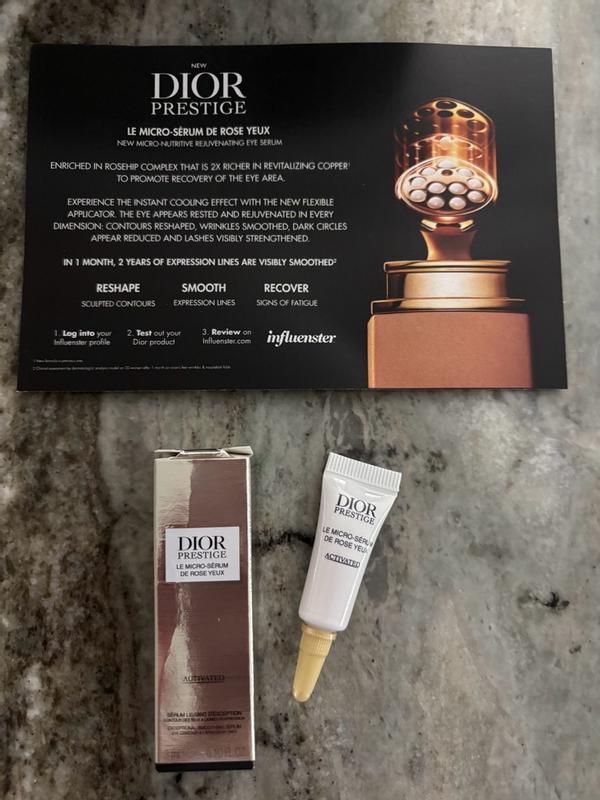 NEW
DIOR
PRESTIGE
LE MICRO-SÉRUM DE ROSE YEUX
NEW MICRO-NUTRITIVE REJUVENATING EYE SERUM
ENRICHED IN ROSEHIP COMPLEX THAT IS 2X RICHER IN REVITALIZING COPPER¹
TO PROMOTE RECOVERY OF THE EYE AREA.
EXPERIENCE THE INSTANT COOLING EFFECT WITH THE NEW FLEXIBLE
APPLICATOR. THE EYE APPEARS RESTED AND REJUVENATED IN EVERY
DIMENSION: CONTOURS RESHAPED, WRINKLES SMOOTHED, DARK CIRCLES
APPEAR REDUCED AND LASHES VISIBLY STRENGTHENED.
IN 1 MONTH, 2 YEARS OF EXPRESSION LINES ARE VISIBLY SMOOTHED²
RESHAPE SMOOTH RECOVER
SCULPTED CONTOURS EXPRESSION LINES SIGNS OF FATIGUE
1. Log into your 2. Test out your 3. Review on influenster
Influenster profile Dior product Influenster.com
DIOR
PRESTIGE
LE MICRO-SÉRUM
DE ROSE YEUX
ACTIVATED
DIOR
PRESTIGE
LE MICRO-SÉRUM
DE ROSE YEUX
ACTIVATED